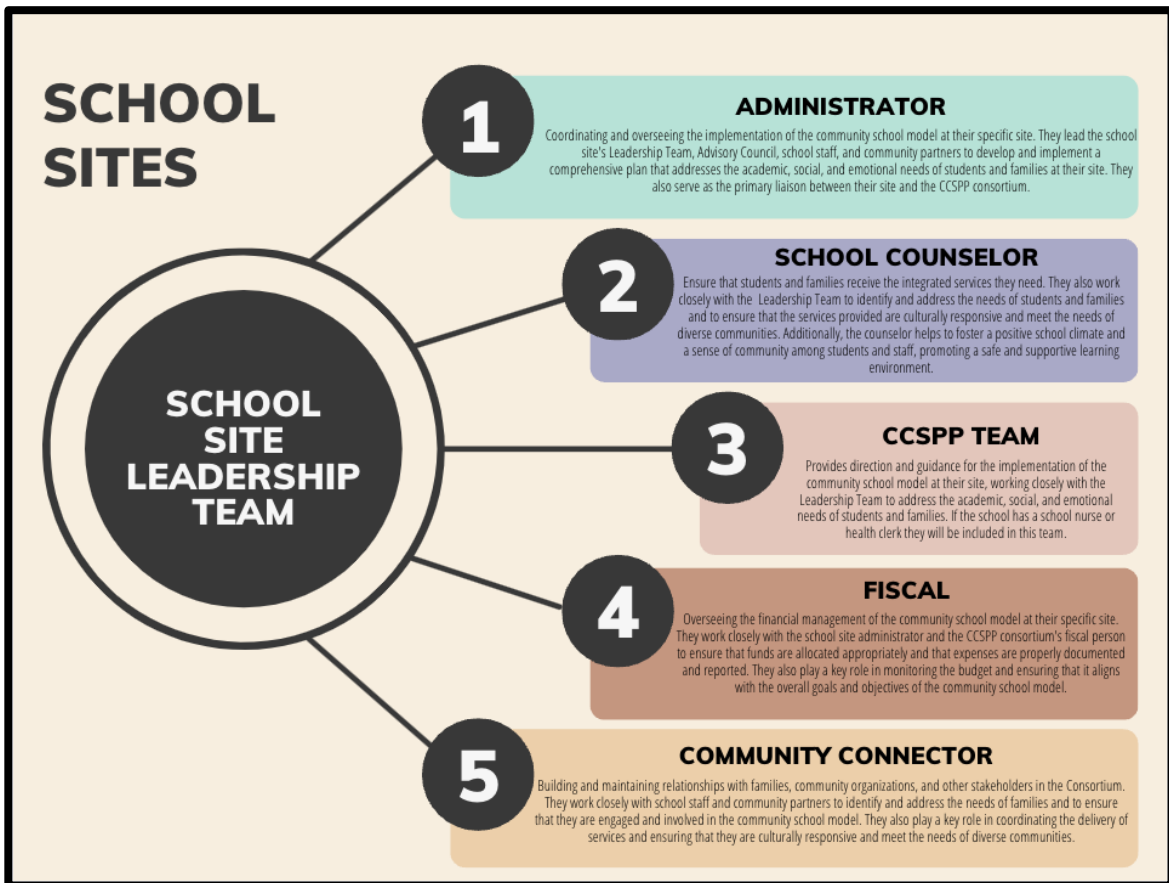 SCHOOL
SITES
SCHOOL
SITE
LEADERSHIP
TEAM
1
ADMINISTRATOR
Coordinating and overseeing the implementation of the community school model at their specific site. They lead the school
site's Leadership Team, Advisory Council, school staff, and community partners to develop and implement a
comprehensive plan that addresses the academic, social, and emotional needs of students and families at their site. They
also serve as the primary liaison between their site and the CCSPP consortium.
2
SCHOOL COUNSELOR
Ensure that students and families receive the integrated services they need. They also work
closely with the Leadership Team to identify and address the needs of students and families
and to ensure that the services provided are culturally responsive and meet the needs of
diverse communities. Additionally, the counselor helps to foster a positive school climate and
a sense of community among students and staff, promoting a safe and supportive learning
environment.
3
CCSPP TEAM
Provides direction and guidance for the implementation of the
community school model at their site, working closely with the
Leadership Team to address the academic, social, and emotional
needs of students and families. If the school has a school nurse or
health clerk they will be included in this team.
4
FISCAL
Overseeing the financial management of the community school model at their specific site.
They work closely with the school site administrator and the CCSPP consortium's fiscal person
to ensure that funds are allocated appropriately and that expenses are properly documented
and reported. They also play a key role in monitoring the budget and ensuring that it aligns
with the overall goals and objectives of the community school model.
5
COMMUNITY CONNECTOR
Building and maintaining relationships with families, community organizations, and other stakeholders in the Consortium.
They work closely with school staff and community partners to identify and address the needs of families and to ensure
that they are engaged and involved in the community school model. They also play a key role in coordinating the delivery of
services and ensuring that they are culturally responsive and meet the needs of diverse communities.